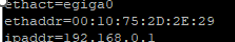 ethact=egiga0
ethaddr=00:10:75:2D:2E:29
ipaddr=192.168.0.1